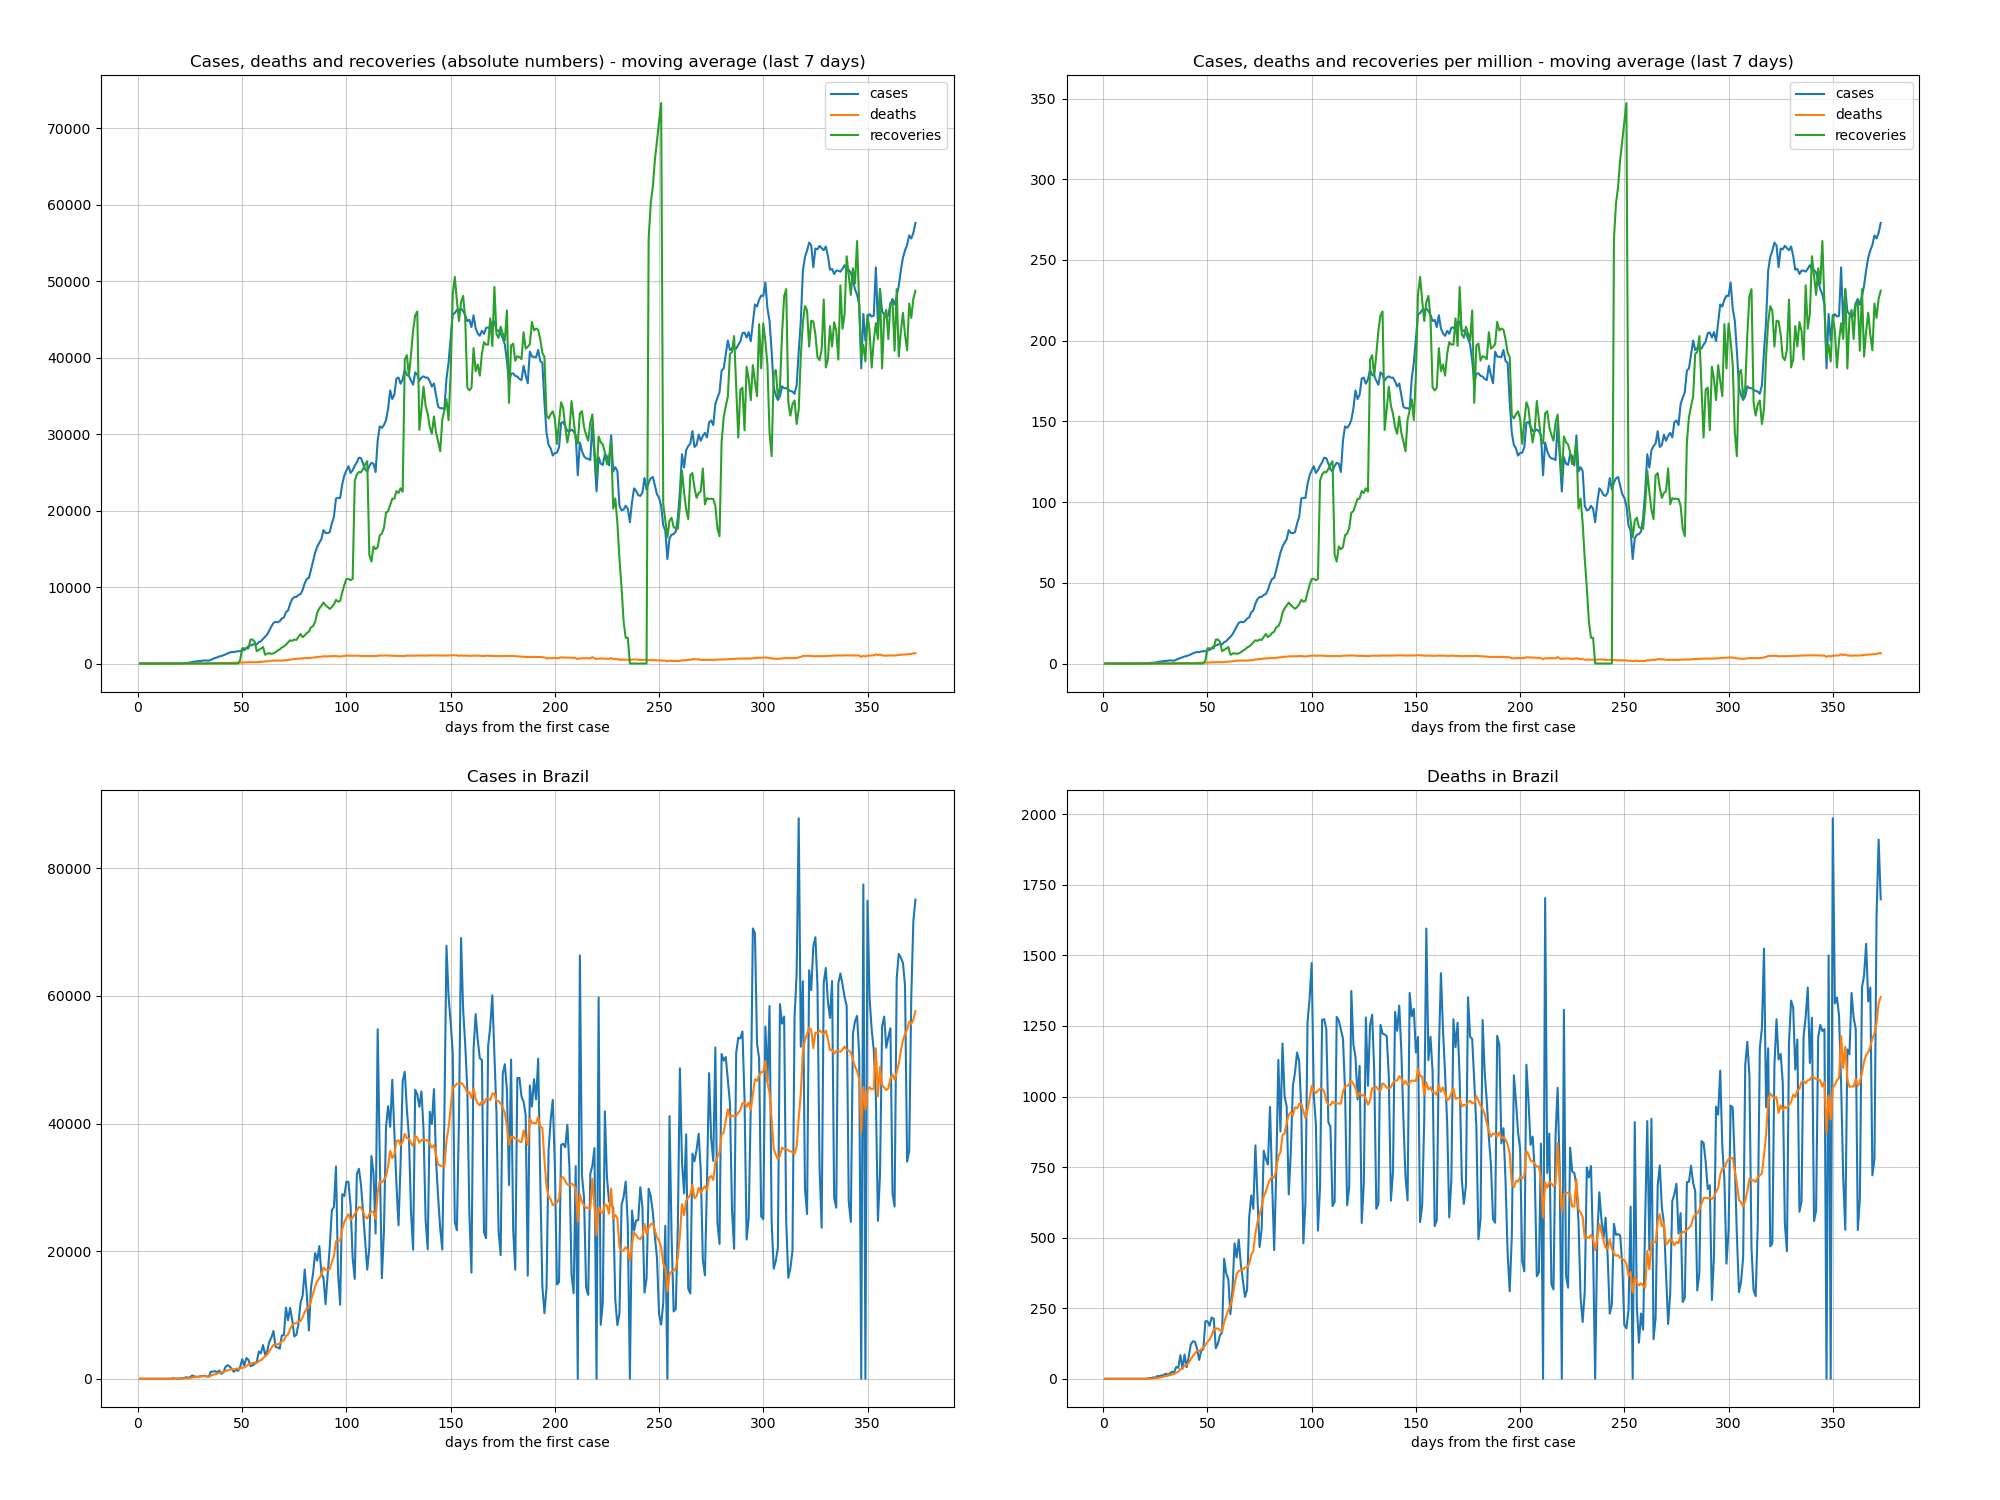 Cases, deaths and recoveries (absolute numbers) - moving average (last 7 days)
cases
deaths
recoveries
70000
60000
50000
40000
30000
20000
10000
0
0 50 100 150 200 250 300 350
days from the first case
Cases, deaths and recoveries per million - moving average (last 7 days)
cases
deaths
recoveries
350
300
250
200
150
100
50
0
0 50 100 150 200 250 300 350
days from the first case
Cases in Brazil
80000
60000
40000
20000
0
0 50 100 150 200 250 300 350
days from the first case
Deaths in Brazil
2000
1750
1500
1250
1000
750
500
250
0
0 50 100 150 200 250 300 350
days from the first case